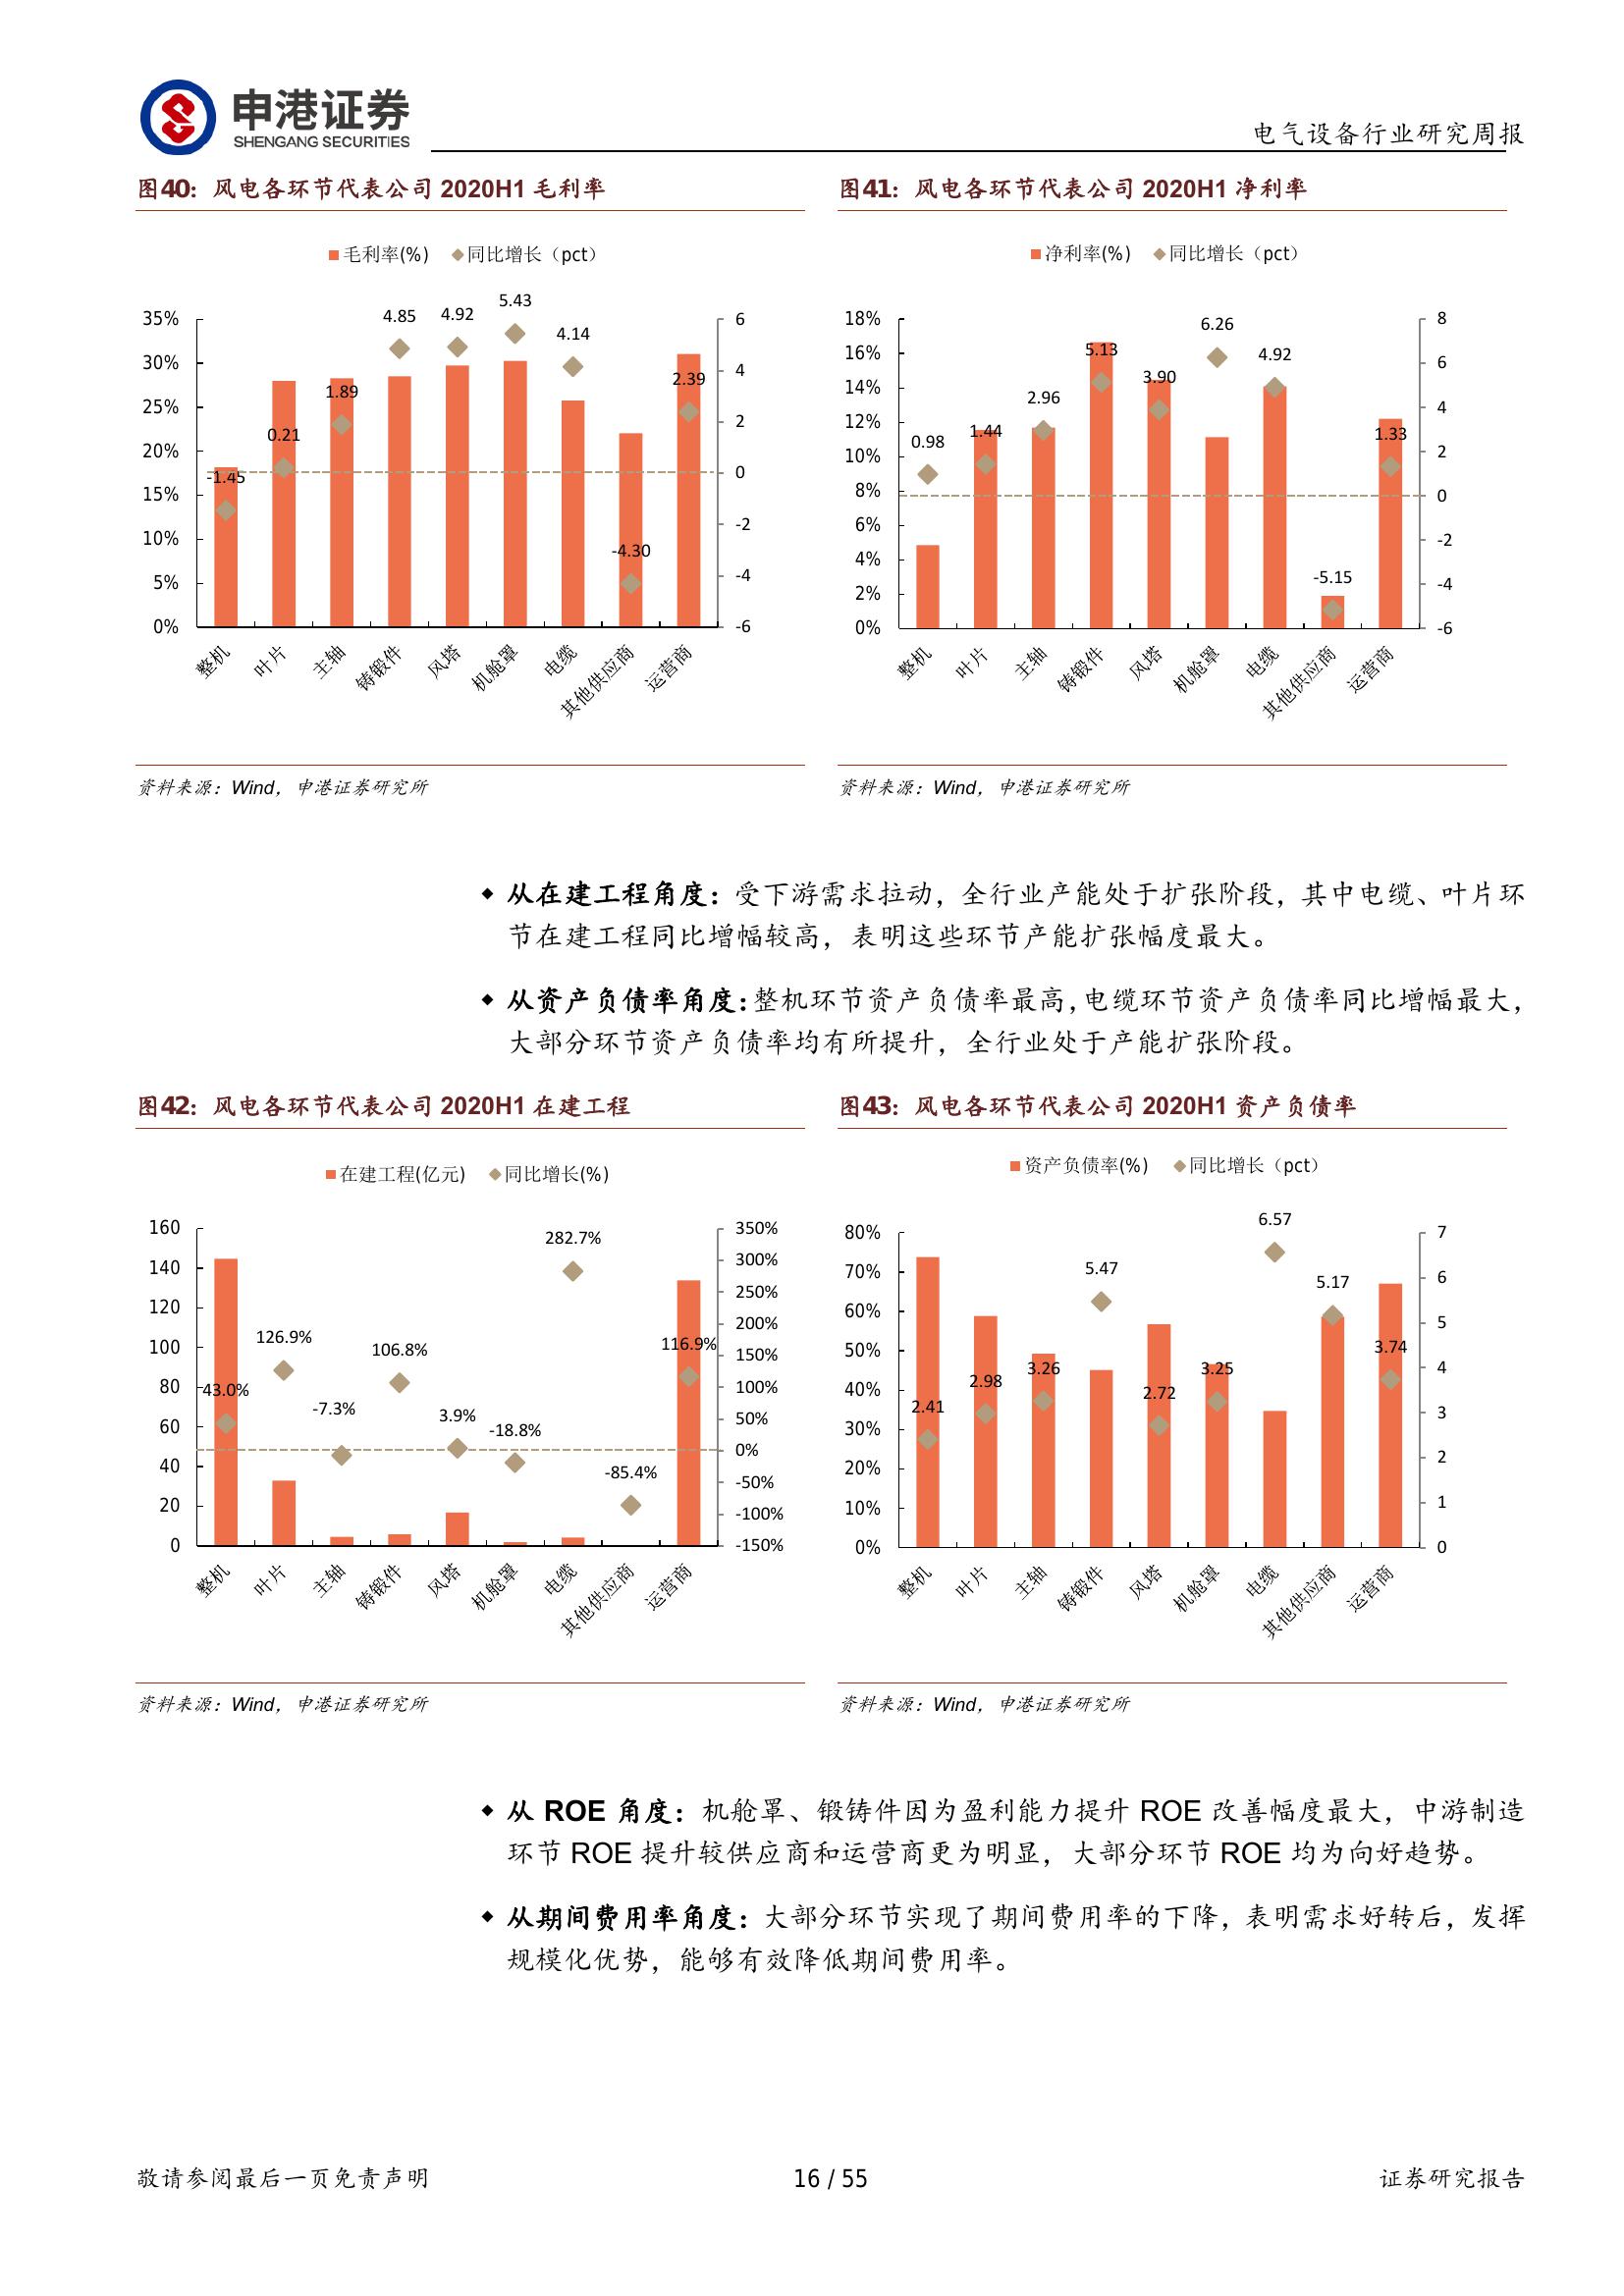 申港证券
SHENGANG SECURITIES
电气设备行业研究周报
图40：风电各环节代表公司 2020H1 毛利率
毛利率(%) 同比增长（pct）
35%
30%
25%
20%
15%
10%
5%
0%
6
4
2
0
-2
-4
-6
-1.45
0.21
1.89
4.85
4.92
5.43
4.14
-4.30
2.39
整机
叶片
主轴
铸锻件
风塔
机舱罩
电缆
其他供应商
运营商
资料来源：Wind，申港证券研究所
图41：风电各环节代表公司 2020H1 净利率
净利率(%) 同比增长（pct）
18%
16%
14%
12%
10%
8%
6%
4%
2%
0%
8
6
4
2
0
-2
-4
-6
0.98
1.44
2.96
5.13
3.90
6.26
4.92
-5.15
1.33
整机
叶片
主轴
铸锻件
风塔
机舱罩
电缆
其他供应商
运营商
资料来源：Wind，申港证券研究所
◆ 从在建工程角度：受下游需求拉动，全行业产能处于扩张阶段，其中电缆、叶片环
节在建工程同比增幅较高，表明这些环节产能扩张幅度最大。
◆ 从资产负债率角度：整机环节资产负债率最高，电缆环节资产负债率同比增幅最大，
大部分环节资产负债率均有所提升，全行业处于产能扩张阶段。
图42：风电各环节代表公司 2020H1 在建工程
在建工程(亿元) 同比增长(%)
160
140
120
100
80
60
40
20
0
350%
300%
250%
200%
150%
100%
50%
0%
-50%
-100%
-150%
43.0%
126.9%
-7.3%
106.8%
3.9%
-18.8%
282.7%
-85.4%
116.9%
整机
叶片
主轴
铸锻件
风塔
机舱罩
电缆
其他供应商
运营商
资料来源：Wind，申港证券研究所
图43：风电各环节代表公司 2020H1 资产负债率
资产负债率(%) 同比增长（pct）
80%
70%
60%
50%
40%
30%
20%
10%
0%
7
6
5
4
3
2
1
0
2.41
2.98
3.26
5.47
2.72
3.25
6.57
5.17
3.74
整机
叶片
主轴
铸锻件
风塔
机舱罩
电缆
其他供应商
运营商
资料来源：Wind，申港证券研究所
◆ 从 ROE 角度：机舱罩、锻铸件因为盈利能力提升 ROE 改善幅度最大，中游制造
环节 ROE 提升较供应商和运营商更为明显，大部分环节 ROE 均为向好趋势。
◆ 从期间费用率角度：大部分环节实现了期间费用率的下降，表明需求好转后，发挥
规模化优势，能够有效降低期间费用率。
敬请参阅最后一页免责声明
16 / 55
证券研究报告